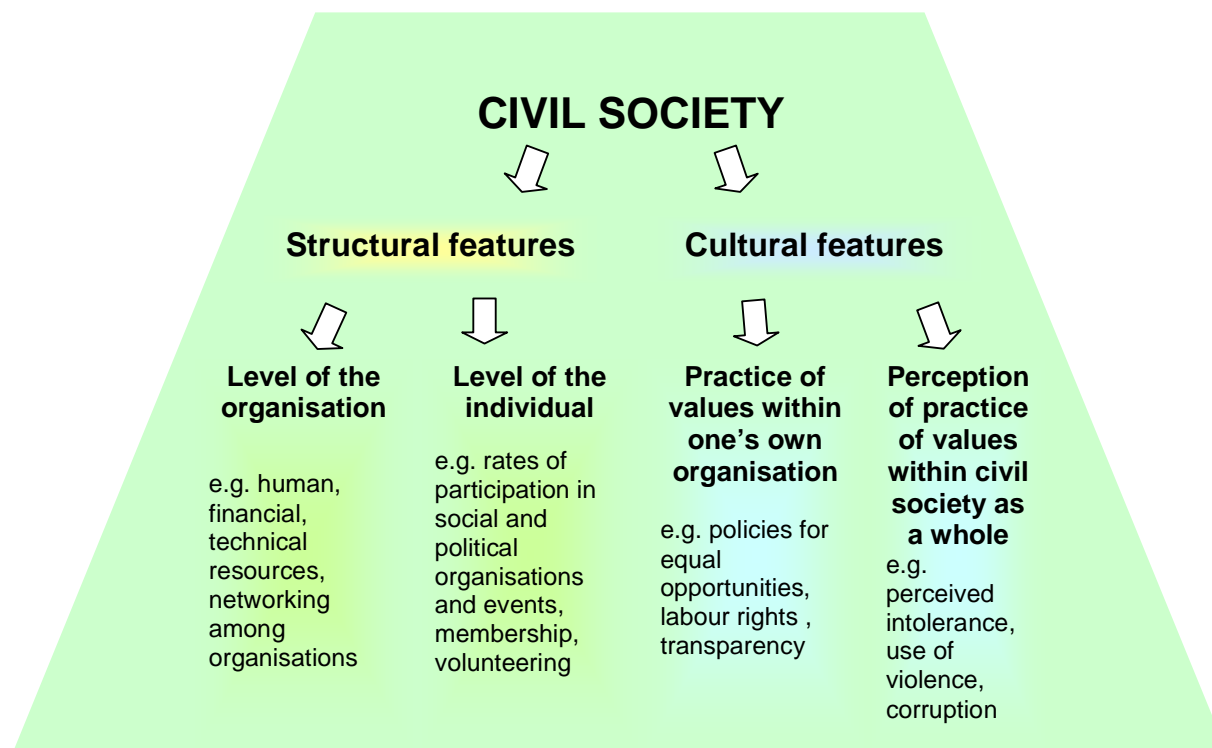 CIVIL SOCIETY
Structural features
Cultural features
Level of the
organisation
e.g. human,
financial,
technical
resources,
networking
among
organisations
Level of the
individual
e.g. rates of
participation in
social and
political
organisations
and events,
membership,
volunteering
Practice of
values within
one's own
organisation
e.g. policies for
equal
opportunities,
labour rights ,
transparency
Perception
of practice
of values
within civil
society as
a whole
e.g.
perceived
intolerance,
use of
violence,
corruption